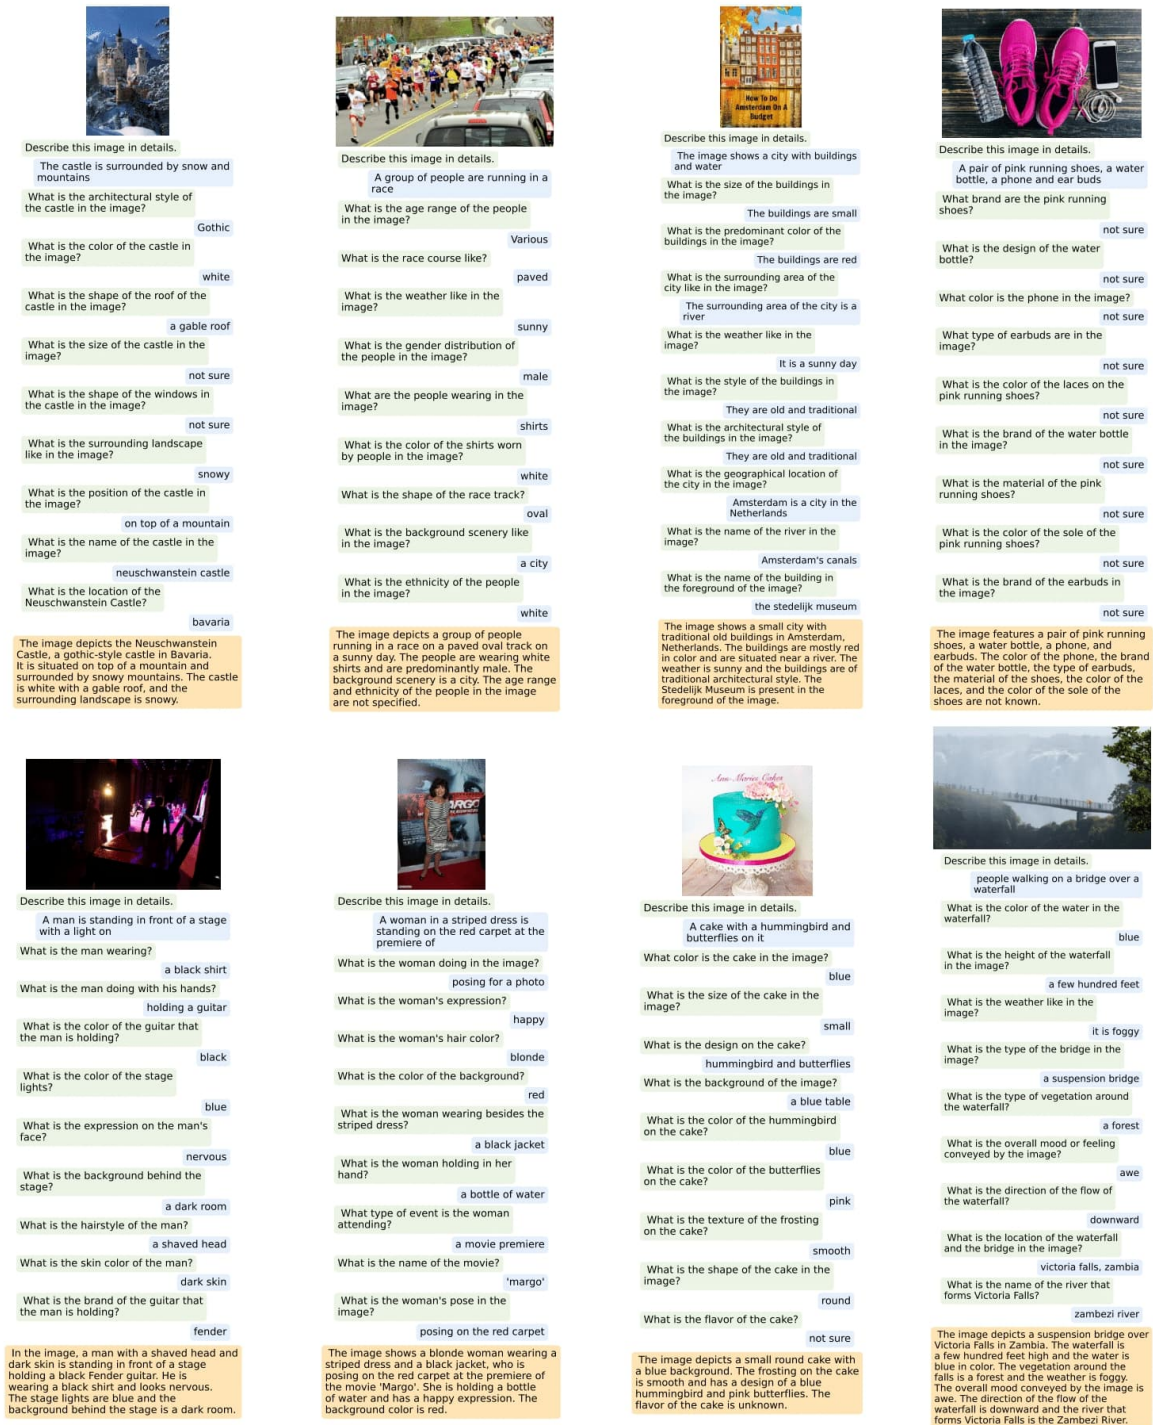 Describe this image in details.
The castle is surrounded by snow and
mountains
What is the architectural style of
the castle in the image?
Gothic
What is the color of the castle in
the image?
white
What is the shape of the roof of the
castle in the image?
a gable roof
What is the size of the castle in the
image?
not sure
What is the shape of the windows in
the castle in the image?
not sure
What is the surrounding landscape
like in the image?
snowy
What is the position of the castle in
the image?
on top of a mountain
What is the name of the castle in the
image?
neuschwanstein castle
What is the location of the
Neuschwanstein Castle?
bavaria
The image depicts the Neuschwanstein
Castle, a gothic-style castle in Bavaria.
It is situated on top of a mountain and
surrounded by snowy mountains. The castle
is white with a gable roof, and the
surrounding landscape is snowy.
Describe this image in details.
A group of people are running in a
race
What is the age range of the people
in the image?
Various
What is the race course like?
paved
What is the weather like in the
image?
sunny
What is the gender distribution of
the people in the image?
male
What are the people wearing in the
image?
shirts
What is the color of the shirts worn
by people in the image?
white
What is the shape of the race track?
oval
What is the background scenery like
in the image?
a city
What is the ethnicity of the people
in the image?
white
The image depicts a group of people
running in a race on a paved oval track on
a sunny day. The people are wearing white
shirts and are predominantly male. The
background scenery is a city. The age range
and ethnicity of the people in the image
are not specified.
How To Do
Amsterdam On A
Budget
Describe this image in details.
The image shows a city with buildings
and water
What is the size of the buildings in
the image?
The buildings are small
What is the predominant color of the
buildings in the image?
The buildings are red
What is the surrounding area of the
city like in the image?
The surrounding area of the city is a
river
What is the weather like in the
image?
It is a sunny day
What is the style of the buildings in
the image?
They are old and traditional
What is the architectural style of
the buildings in the image?
They are old and traditional
What is the geographical location of
the city in the image?
Amsterdam is a city in the
Netherlands
What is the name of the river in the
image?
Amsterdam's canals
What is the name of the building in
the foreground of the image?
the stedelijk museum
The image shows a small city with
traditional old buildings in Amsterdam,
Netherlands. The buildings are mostly red
in color and are situated near a river. The
weather is sunny and the buildings are of
traditional architectural style. The
Stedelijk Museum is present in the
foreground of the image.
Describe this image in details.
A pair of pink running shoes, a water
bottle, a phone and ear buds
What brand are the pink running
shoes?
not sure
What is the design of the water
bottle?
not sure
What color is the phone in the image?
not sure
What type of earbuds are in the
image?
not sure
What is the color of the laces on the
pink running shoes?
not sure
What is the brand of the water bottle
in the image?
not sure
What is the material of the pink
running shoes?
not sure
What is the color of the sole of the
pink running shoes?
not sure
What is the brand of the earbuds in
the image?
not sure
The image features a pair of pink running
shoes, a water bottle, a phone, and
earbuds. The color of the phone, the brand
of the water bottle, the type of earbuds,
the material of the shoes, the color of the
laces, and the color of the sole of the
shoes are not known.
Describe this image in details.
A man is standing in front of a stage
with a light on
What is the man wearing?
a black shirt
What is the man doing with his hands?
holding a guitar
What is the color of the guitar that
the man is holding?
black
What is the color of the stage
lights?
blue
What is the expression on the man's
face?
nervous
What is the background behind the
stage?
a dark room
What is the hairstyle of the man?
a shaved head
What is the skin color of the man?
dark skin
What is the brand of the guitar that
the man is holding?
fender
In the image, a man with a shaved head and
dark skin is standing in front of a stage
holding a black Fender guitar. He is
wearing a black shirt and looks nervous.
The stage lights are blue and the
background behind the stage is a dark room.
ARGO
Describe this image in details.
A woman in a striped dress is
standing on the red carpet at the
premiere of
What is the woman doing in the image?
posing for a photo
What is the woman's expression?
happy
What is the woman's hair color?
blonde
What is the color of the background?
red
What is the woman wearing besides the
striped dress?
a black jacket
What is the woman holding in her
hand?
a bottle of water
What type of event is the woman
attending?
a movie premiere
What is the name of the movie?
'margo'
What is the woman's pose in the
image?
posing on the red carpet
The image shows a blonde woman wearing a
striped dress and a black jacket, who is
posing on the red carpet at the premiere of
the movie 'Margo'. She is holding a bottle
of water and has a happy expression. The
background color is red.
Ann-Maries Cakes
Describe this image in details.
A cake with a hummingbird and
butterflies on it
What color is the cake in the image?
blue
What is the size of the cake in the
image?
small
What is the design on the cake?
hummingbird and butterflies
What is the background of the image?
a blue table
What is the color of the hummingbird
on the cake?
blue
What is the color of the butterflies
on the cake?
pink
What is the texture of the frosting
on the cake?
smooth
What is the shape of the cake in the
image?
round
What is the flavor of the cake?
not sure
The image depicts a small round cake with
a blue background. The frosting on the cake
is smooth and has a design of a blue
hummingbird and pink butterflies. The
flavor of the cake is unknown.
Describe this image in details.
people walking on a bridge over a
waterfall
What is the color of the water in the
waterfall?
blue
What is the height of the waterfall
in the image?
a few hundred feet
What is the weather like in the
image?
it is foggy
What is the type of the bridge in the
image?
a suspension bridge
What is the type of vegetation around
the waterfall?
a forest
What is the overall mood or feeling
conveyed by the image?
awe
What is the direction of the flow of
the waterfall?
downward
What is the location of the waterfall
and the bridge in the image?
victoria falls, zambia
What is the name of the river that
forms Victoria Falls?
zambezi river
The image depicts a suspension bridge over
Victoria Falls in Zambia. The waterfall is
a few hundred feet high and the water is
blue in color. The vegetation around the
falls is a forest and the weather is foggy.
The overall mood conveyed by the image is
awe. The direction of the flow of the
waterfall is downward and the river that
forms Victoria Falls is the Zambezi River.